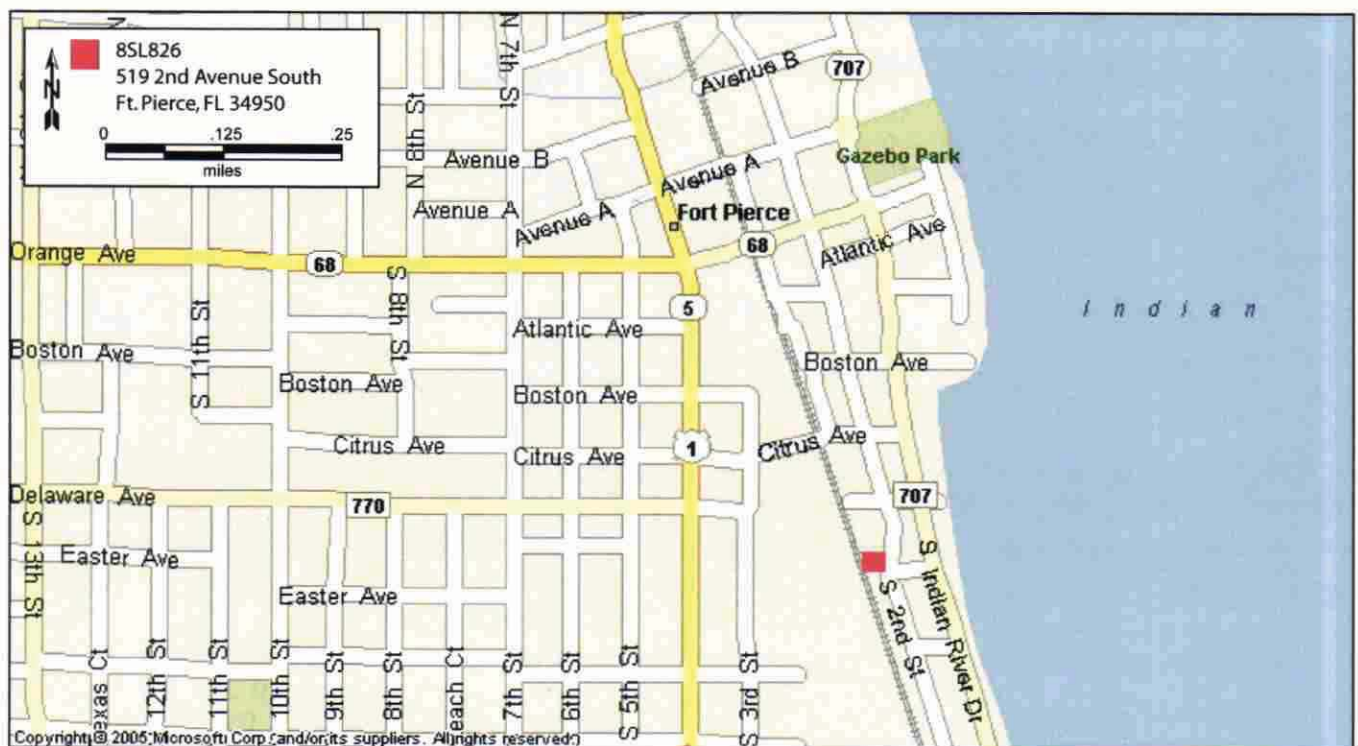 8SL826
519 2nd Avenue South
Ft. Pierce, FL 34950
N
0 .125 .25
miles
N 7th St
N 8th St
Avenue B
707
Gazebo Park
Avenue B
Avenue A
Avenue A
Avenue A
Fort Pierce
68
Atlantic Ave
Orange Ave
68
S 8th St
5
Indian
S 11th St
Atlantic Ave
Boston Ave
Boston Ave
Boston Ave
Boston Ave
Citrus Ave
Citrus Ave
1
Citrus Ave
Delaware Ave
770
707
S 13th St
Easter Ave
Easter Ave
S Indian River Dr
S 2nd St
exas Ct
12th St
11th St
10th St
9th St
8th St
each Ct
7th St
6th St
S 5th St
S 3rd St
Copyright © 2005 Microsoft Corp. and/or its suppliers. All rights reserved.